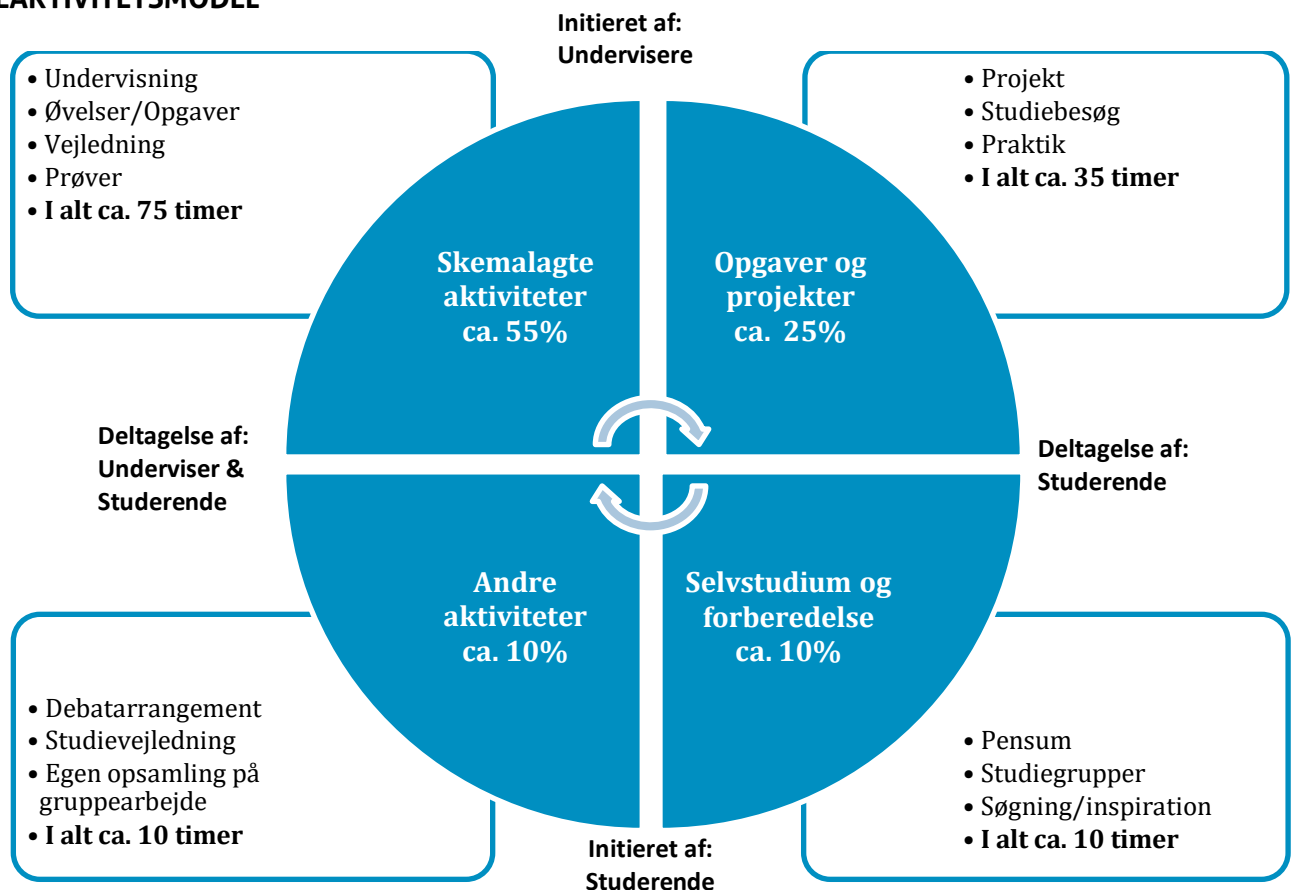 Initieret af:
Undervisere
• Undervisning
• Øvelser/Opgaver
• Vejledning
• Prøver
• I alt ca. 75 timer
• Projekt
• Studiebesøg
• Praktik
• I alt ca. 35 timer
Skemalagte
aktiviteter
ca. 55%
Opgaver og
projekter
ca. 25%
Deltagelse af:
Underviser &
Studerende
Deltagelse af:
Studerende
Andre
aktiviteter
ca. 10%
Selvstudium og
forberedelse
ca. 10%
• Debatarrangement
• Studievejledning
• Egen opsamling på
gruppearbejde
• I alt ca. 10 timer
• Pensum
• Studiegrupper
• Søgning/inspiration
• I alt ca. 10 timer
Initieret af:
Studerende